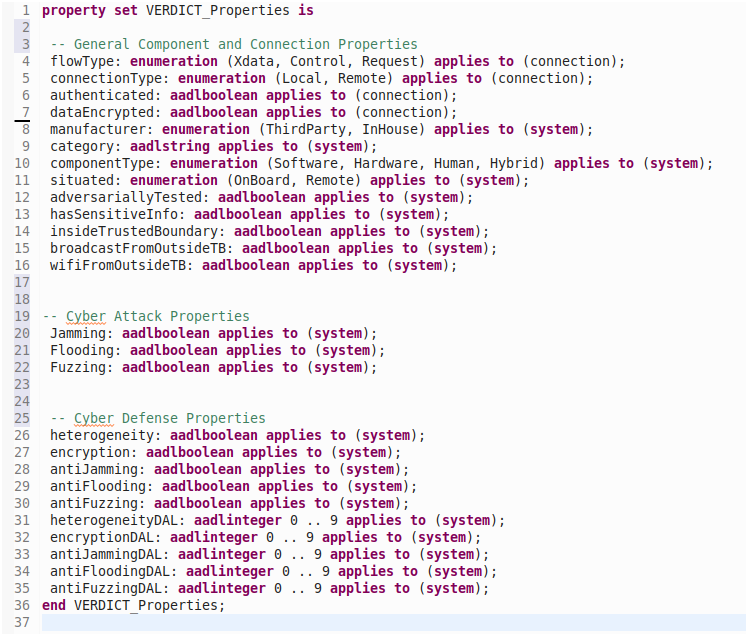 1 property set VERDICT_Properties is
2
3 -- General Component and Connection Properties
4 flowType: enumeration (Xdata, Control, Request) applies to (connection);
5 connectionType: enumeration (Local, Remote) applies to (connection);
6 authenticated: aadlboolean applies to (connection);
7 dataEncrypted: aadlboolean applies to (connection);
8 manufacturer: enumeration (ThirdParty, InHouse) applies to (system);
9 category: aadlstring applies to (system);
10 componentType: enumeration (Software, Hardware, Human, Hybrid) applies to (system);
11 situated: enumeration (OnBoard, Remote) applies to (system);
12 adversariallyTested: aadlboolean applies to (system);
13 hasSensitiveInfo: aadlboolean applies to (system);
14 insideTrustedBoundary: aadlboolean applies to (system);
15 broadcastFromOutsideTB: aadlboolean applies to (system);
16 wifiFromOutsideTB: aadlboolean applies to (system);
17
18
19 -- Cyber Attack Properties
20 Jamming: aadlboolean applies to (system);
21 Flooding: aadlboolean applies to (system);
22 Fuzzing: aadlboolean applies to (system);
23
24
25 -- Cyber Defense Properties
26 heterogeneity: aadlboolean applies to (system);
27 encryption: aadlboolean applies to (system);
28 antiJamming: aadlboolean applies to (system);
29 antiFlooding: aadlboolean applies to (system);
30 antiFuzzing: aadlboolean applies to (system);
31 heterogeneityDAL: aadlinteger 0 .. 9 applies to (system);
32 encryptionDAL: aadlinteger 0 .. 9 applies to (system);
33 antiJammingDAL: aadlinteger 0 .. 9 applies to (system);
34 antiFloodingDAL: aadlinteger 0 .. 9 applies to (system);
35 antiFuzzingDAL: aadlinteger 0 .. 9 applies to (system);
36 end VERDICT_Properties;
37